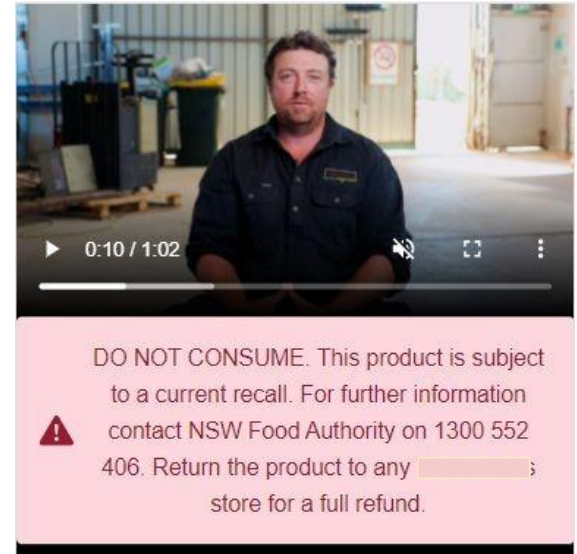 0:10 / 1:02
DO NOT CONSUME. This product is subject
to a current recall. For further information
contact NSW Food Authority on 1300 552
406. Return the product to any
store for a full refund.